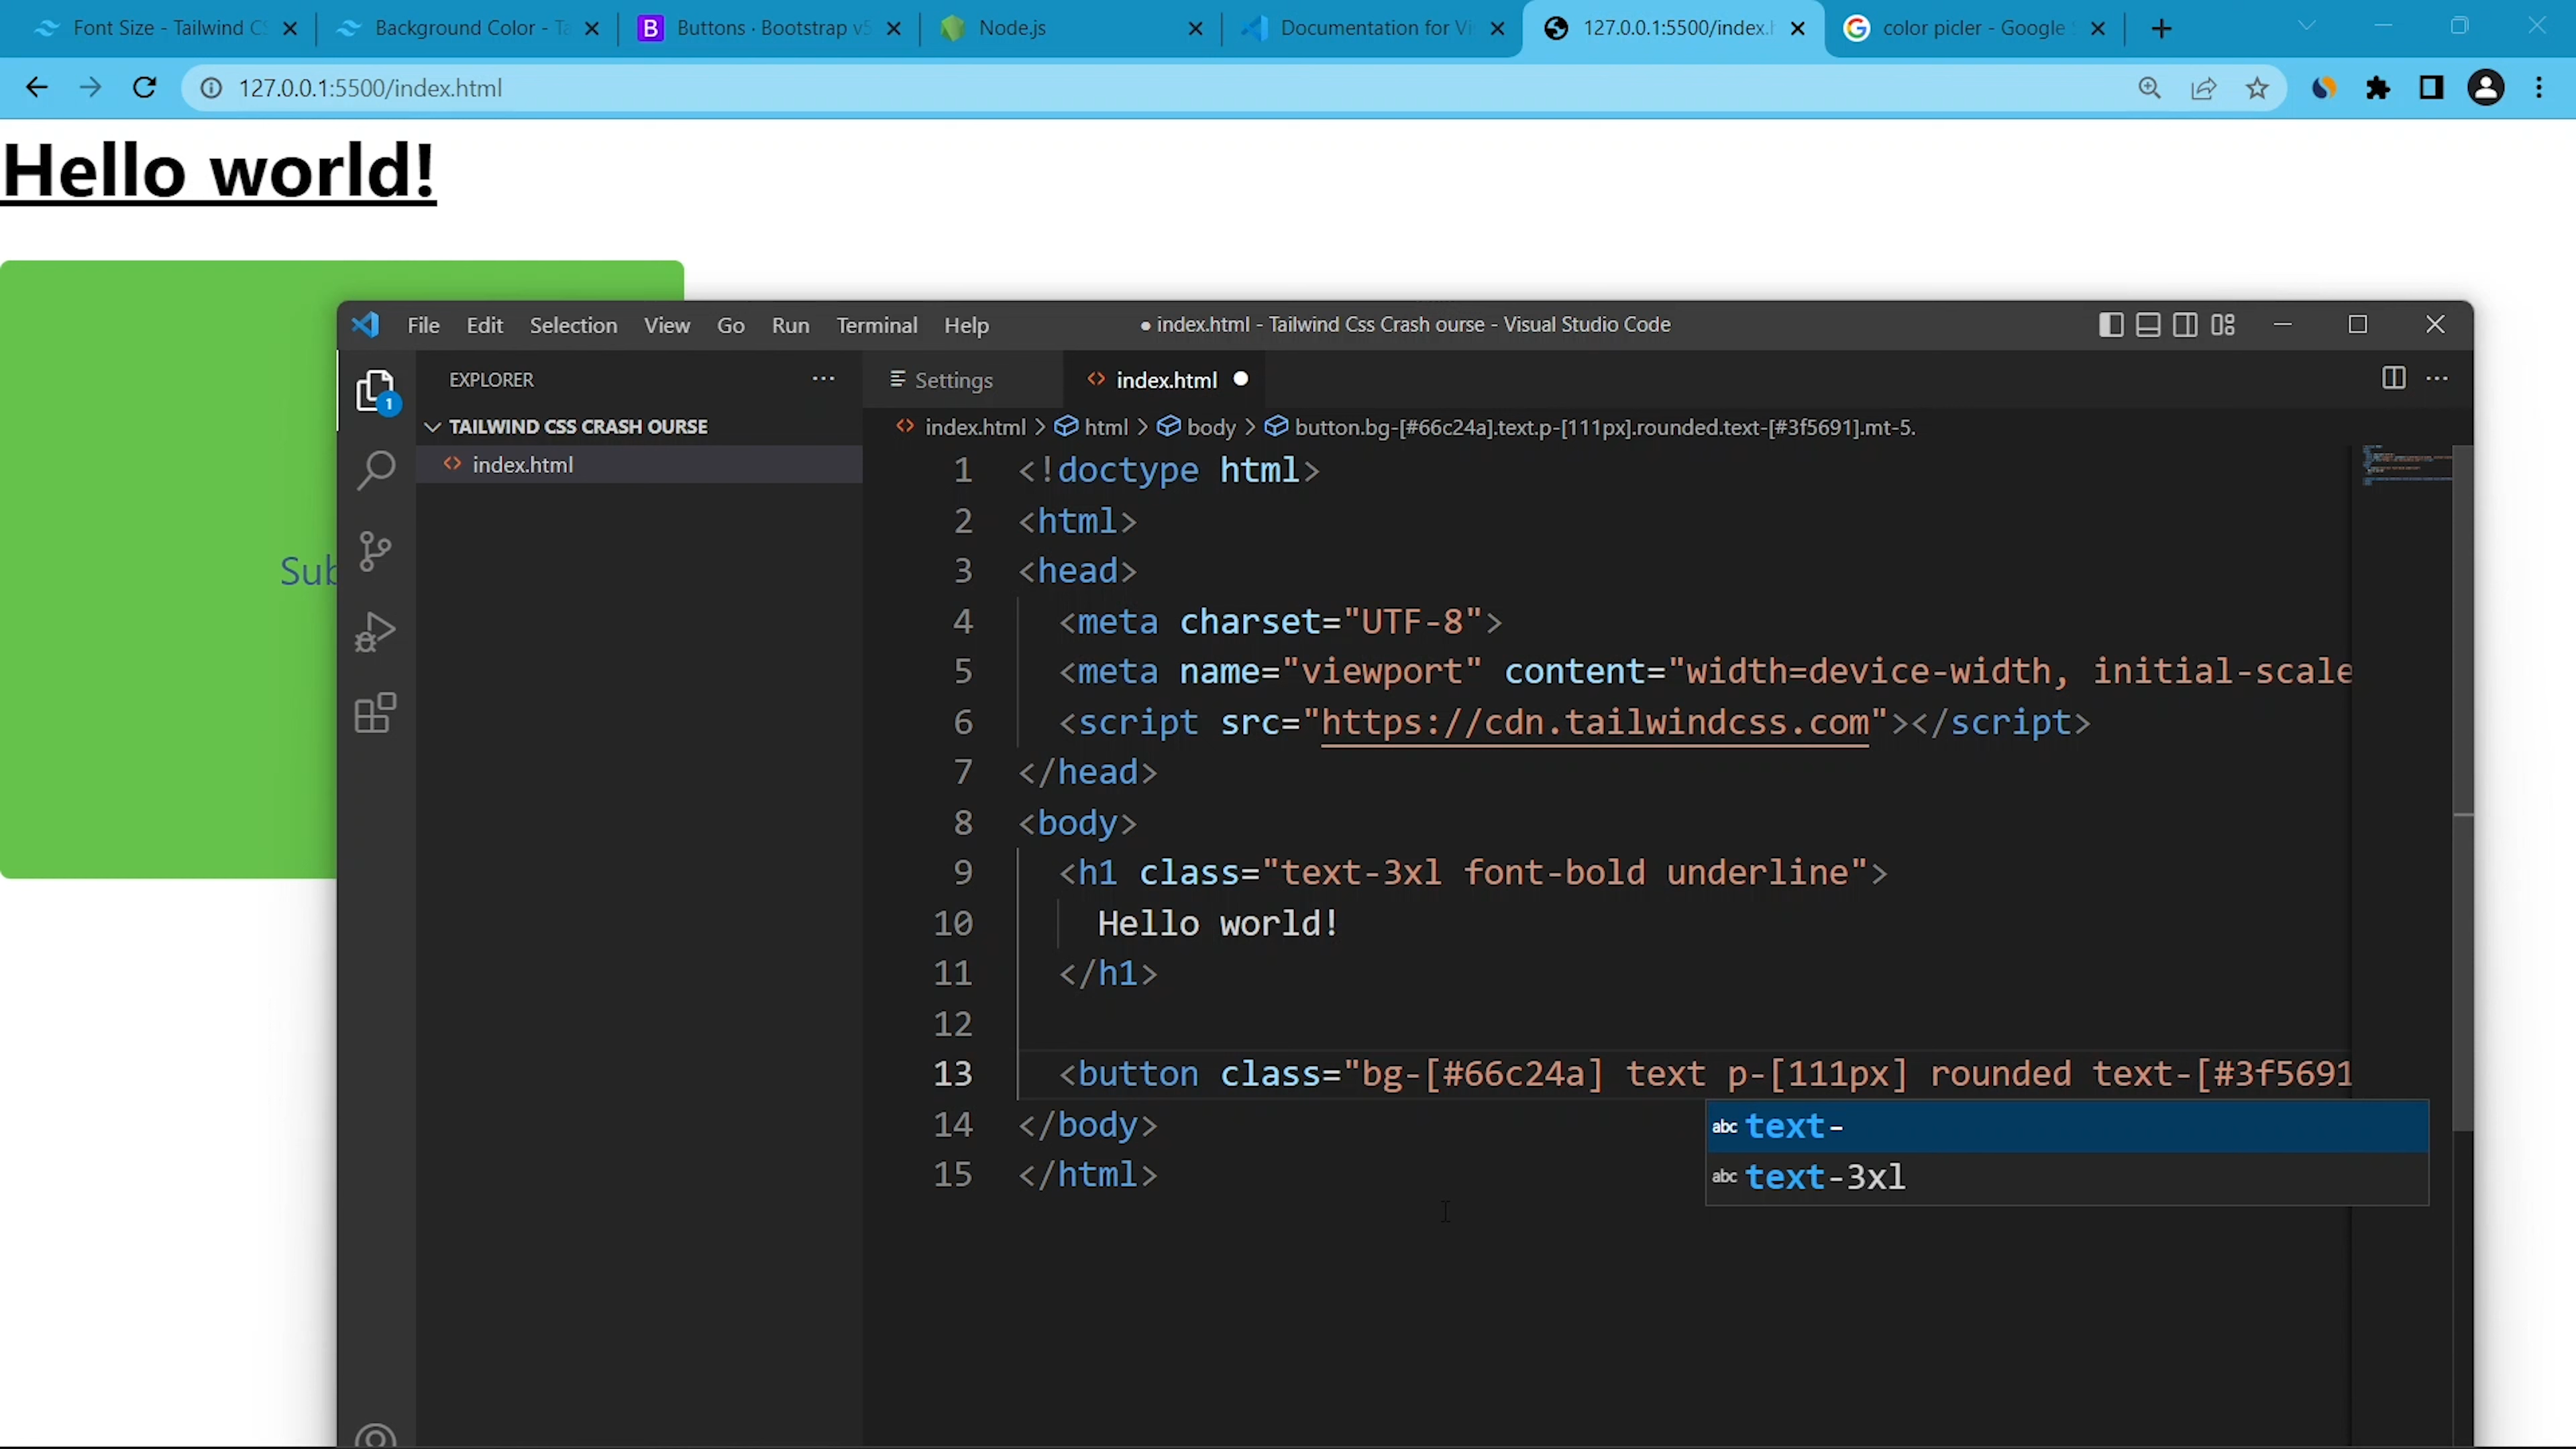 Font Size - Tailwind CS
Background Color - Ta
B Buttons · Bootstrap v5
Node.js
Documentation for Vi
127.0.0.1:5500/index.h
color picler - Google S
127.0.0.1:5500/index.html
Hello world!
Sub
File Edit Selection View Go Run Terminal Help
● index.html - Tailwind Css Crash ourse - Visual Studio Code
EXPLORER
Settings
index.html
1
TAILWIND CSS CRASH OURSE
index.html
index.html > html > body > button.bg-[#66c24a].text.p-[111px].rounded.text-[#3f5691].mt-5.
1 <!doctype html>
2 <html>
3 <head>
4 <meta charset="UTF-8">
5 <meta name="viewport" content="width=device-width, initial-scale
6 <script src="https://cdn.tailwindcss.com"></script>
7 </head>
8 <body>
9 <h1 class="text-3xl font-bold underline">
10 Hello world!
11 </h1>
12
13 <button class="bg-[#66c24a] text p-[111px] rounded text-[#3f5691
14 </body>
15 </html>
abc text-
abc text-3xl